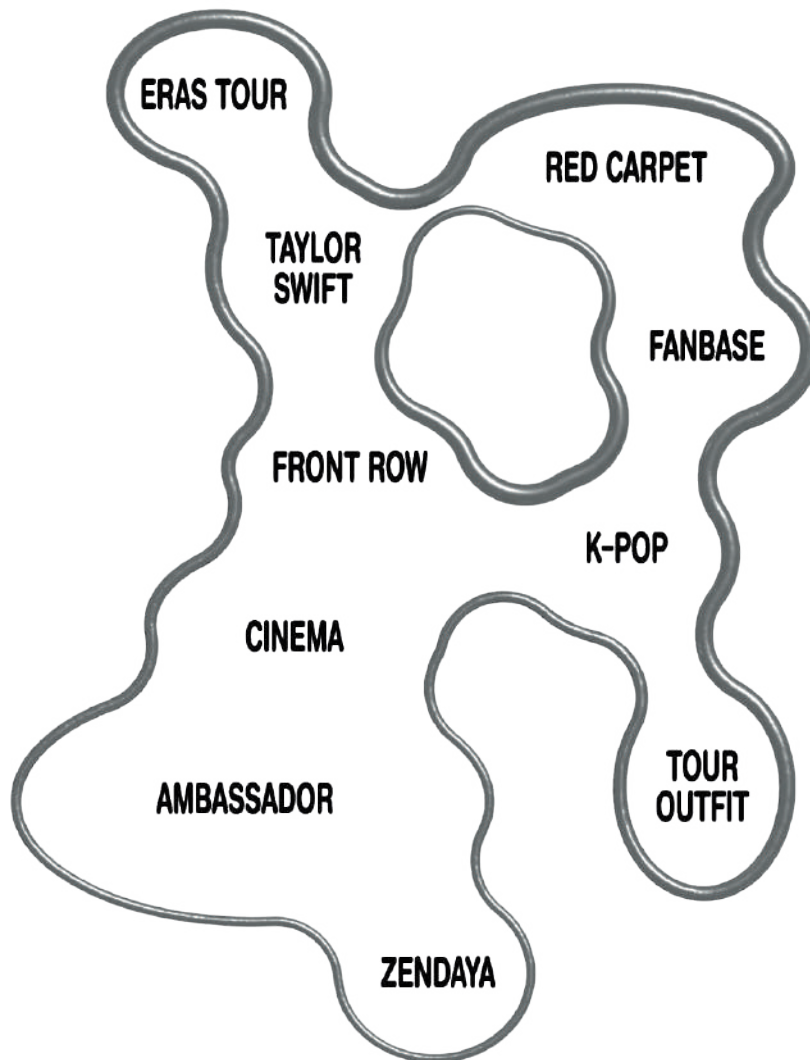 ERAS TOUR
RED CARPET
TAYLOR
SWIFT
FANBASE
FRONT ROW
K-POP
CINEMA
TOUR
OUTFIT
AMBASSADOR
ZENDAYA